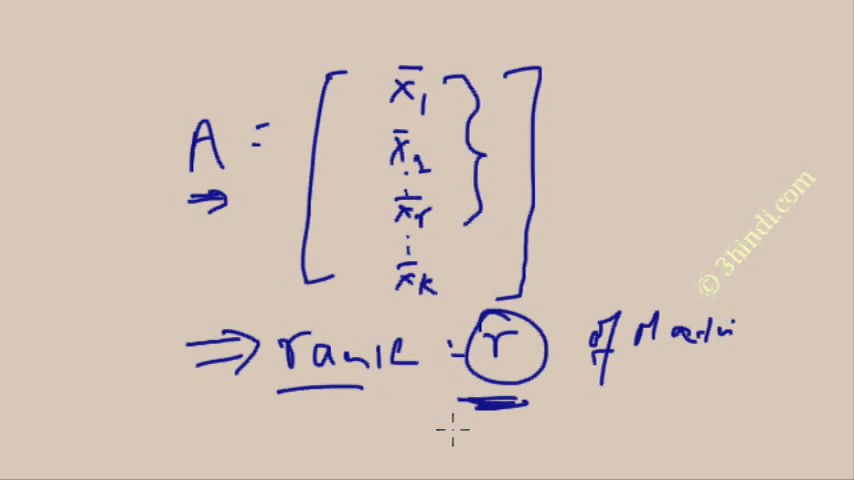 A = [ x̄1
x̄2
⋮
x̄r
⋮
x̄k ]
⇒ rank = r of
© 3hindi.com